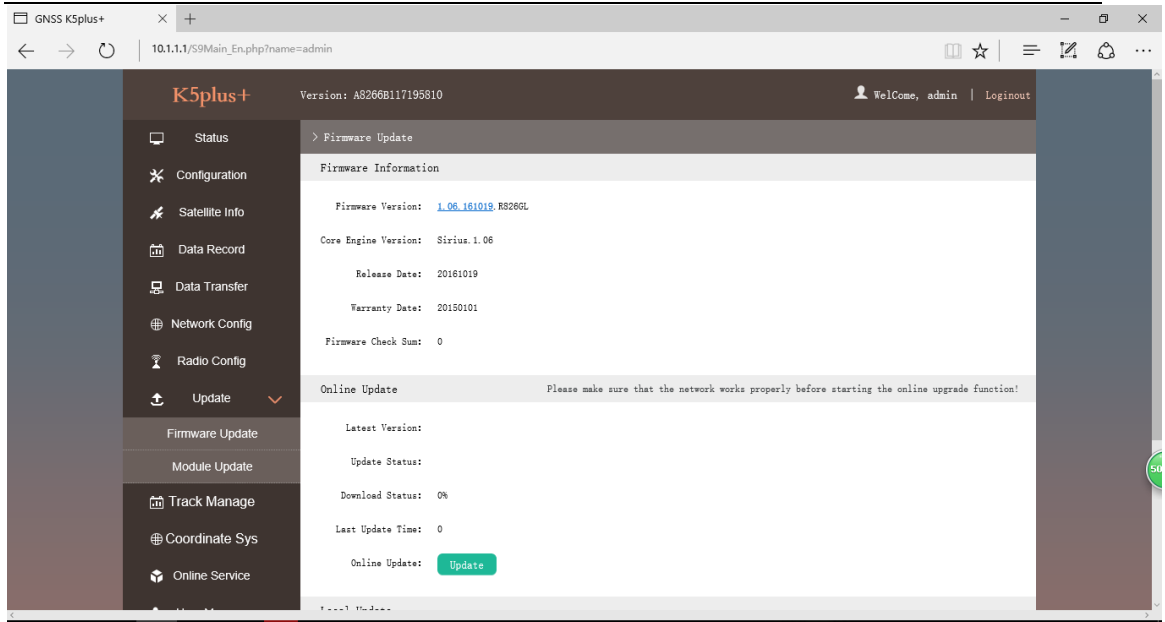 GNSS K5plus+
10.1.1.1/S9Main_En.php?name=admin
K5plus+
Version: A8266B117195810
WelCome, admin | Loginout
Status
> Firmware Update
Firmware Information
Configuration
Firmware Version: 1.06.161019.RS26GL
Satellite Info
Core Engine Version: Sirius.1.06
Data Record
Release Date: 20161019
Data Transfer
Warranty Date: 20150101
Network Config
Firmware Check Sum: 0
Radio Config
Online Update Please make sure that the network works properly before starting the online upgrade function!
Update
Latest Version:
Firmware Update
Update Status:
Module Update
50
Download Status: 0%
Track Manage
Last Update Time: 0
Coordinate Sys
Online Update: Update
Online Service
Local Update